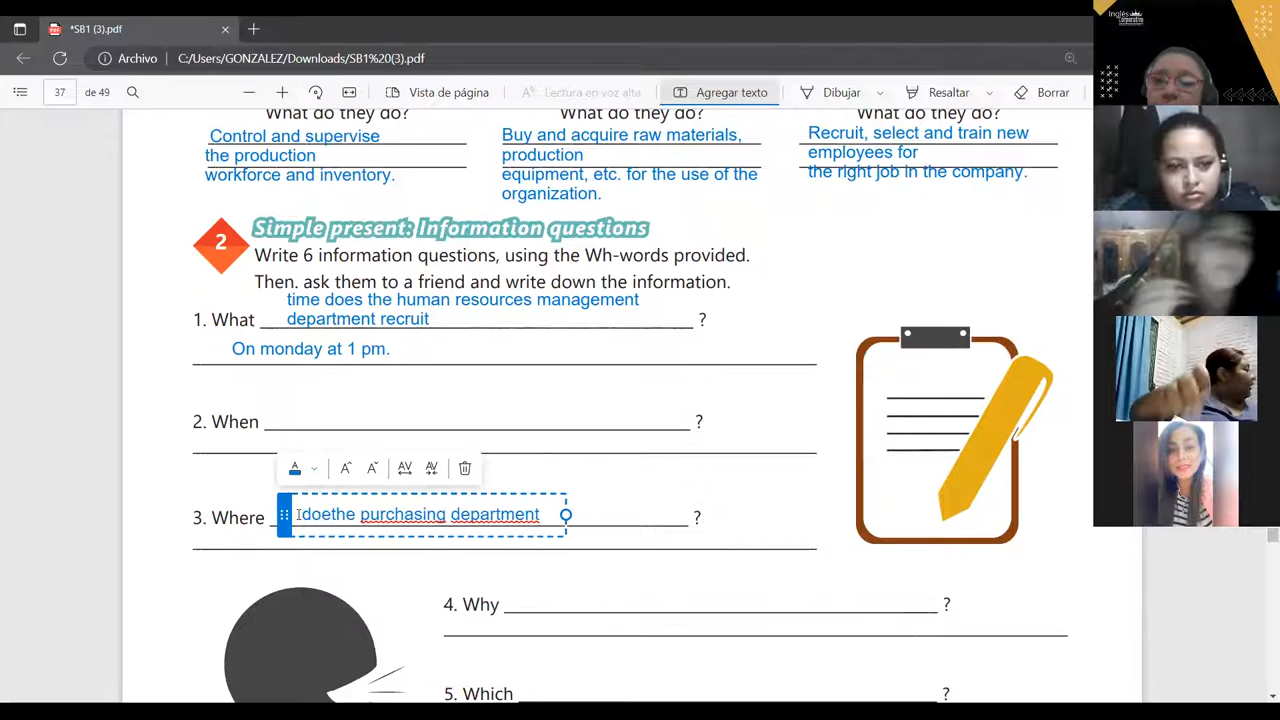 *SB1 (3).pdf
Archivo
C:/Users/GONZALEZ/Downloads/SB1%20(3).pdf
37
de 49
Vista de página
Lectura en voz alta
Agregar texto
Dibujar
Resaltar
Borrar
Inglés
Corporativo
What do they do?
Control and supervise
the production
workforce and inventory.
What do they do?
Buy and acquire raw materials,
production
equipment, etc. for the use of the
organization.
What do they do?
Recruit, select and train new
employees for
the right job in the company.
2
Simple present: Information questions
Write 6 information questions, using the Wh-words provided.
Then. ask them to a friend and write down the information.
time does the human resources management
1. What department recruit ?
On monday at 1 pm.
2. When ?
3. Where doethe purchasing department ?
4. Why ?
5. Which ?